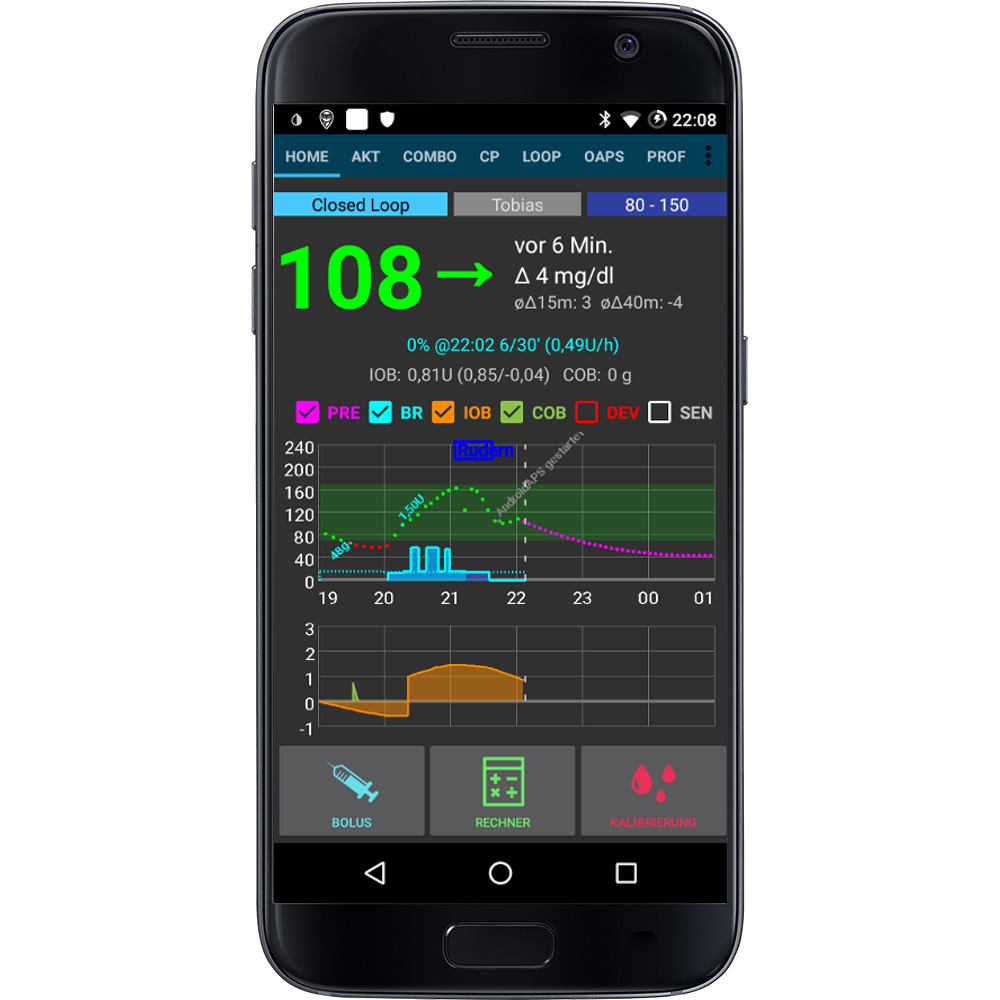 22:08
HOME AKT COMBO CP LOOP OAPS PROF
Closed Loop Tobias 80 - 150
108 → vor 6 Min.
Δ 4 mg/dl
øΔ15m: 3 øΔ40m: -4
0% @22:02 6/30' (0,49U/h)
IOB: 0,81U (0,85/-0,04) COB: 0 g
PRE BR IOB COB DEV SEN
240
200
160
120
80
40
0
Rudern
AndroidAPS gestartet
1,50U
48g
19 20 21 22 23 00 01
3
2
1
0
-1
BOLUS RECHNER KALIBRIERUNG